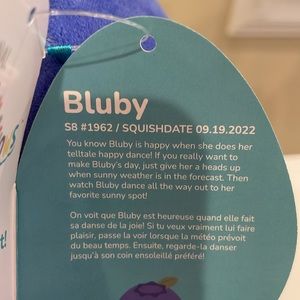 Bluby
S8 #1962 / SQUISHDATE 09.19.2022
You know Bluby is happy when she does her
telltale happy dance! If you really want to
make Bluby's day, just give her a heads up
when sunny weather is in the forecast. Then
watch Bluby dance all the way out to her
favorite sunny spot!
On voit que Bluby est heureuse quand elle fait
sa danse de la joie! Si tu veux vraiment lui faire
plaisir, passe la voir lorsque la météo prévoit
du beau temps. Ensuite, regarde-la danser
jusqu'à son coin ensoleillé préféré!